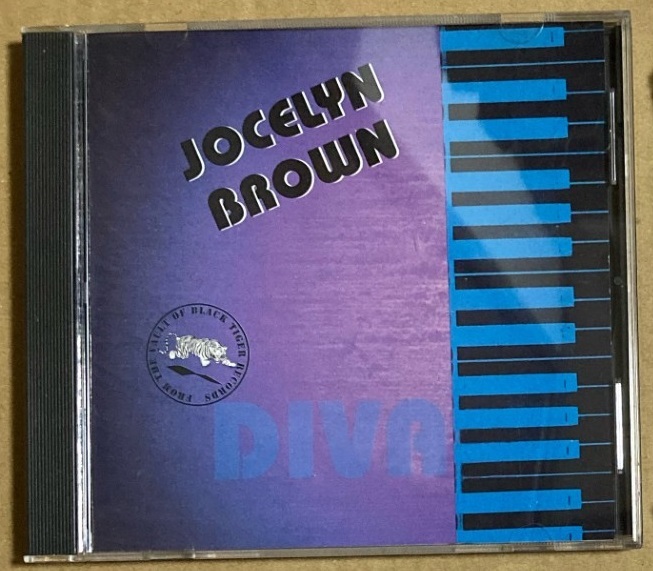 JOCELYN
BROWN
FROM THE VAULT OF BLACK TIGER RECORDS
DIVA